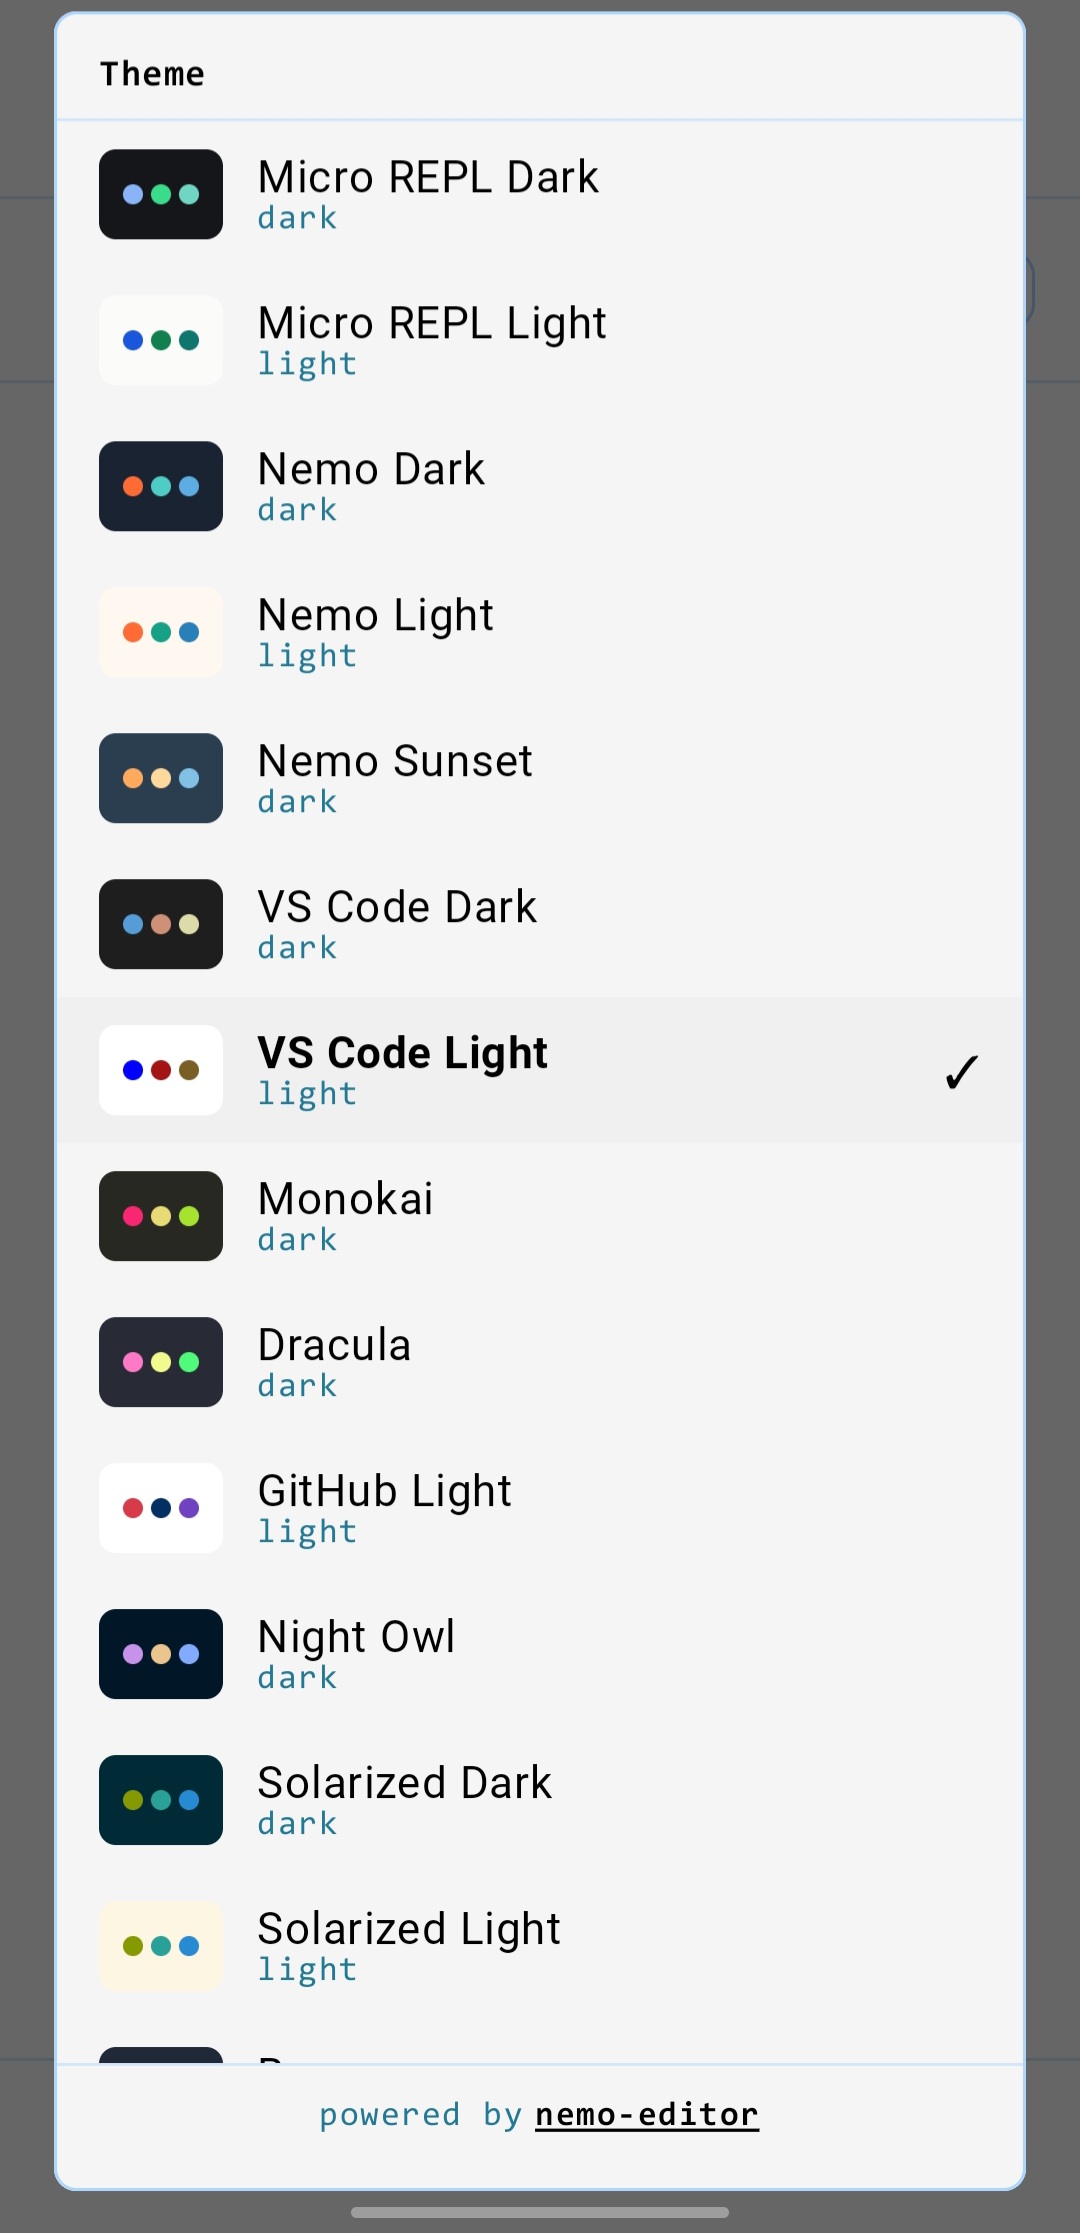 Theme
Micro REPL Dark
dark
Micro REPL Light
light
Nemo Dark
dark
Nemo Light
light
Nemo Sunset
dark
VS Code Dark
dark
VS Code Light
light
✓
Monokai
dark
Dracula
dark
GitHub Light
light
Night Owl
dark
Solarized Dark
dark
Solarized Light
light
powered by nemo-editor